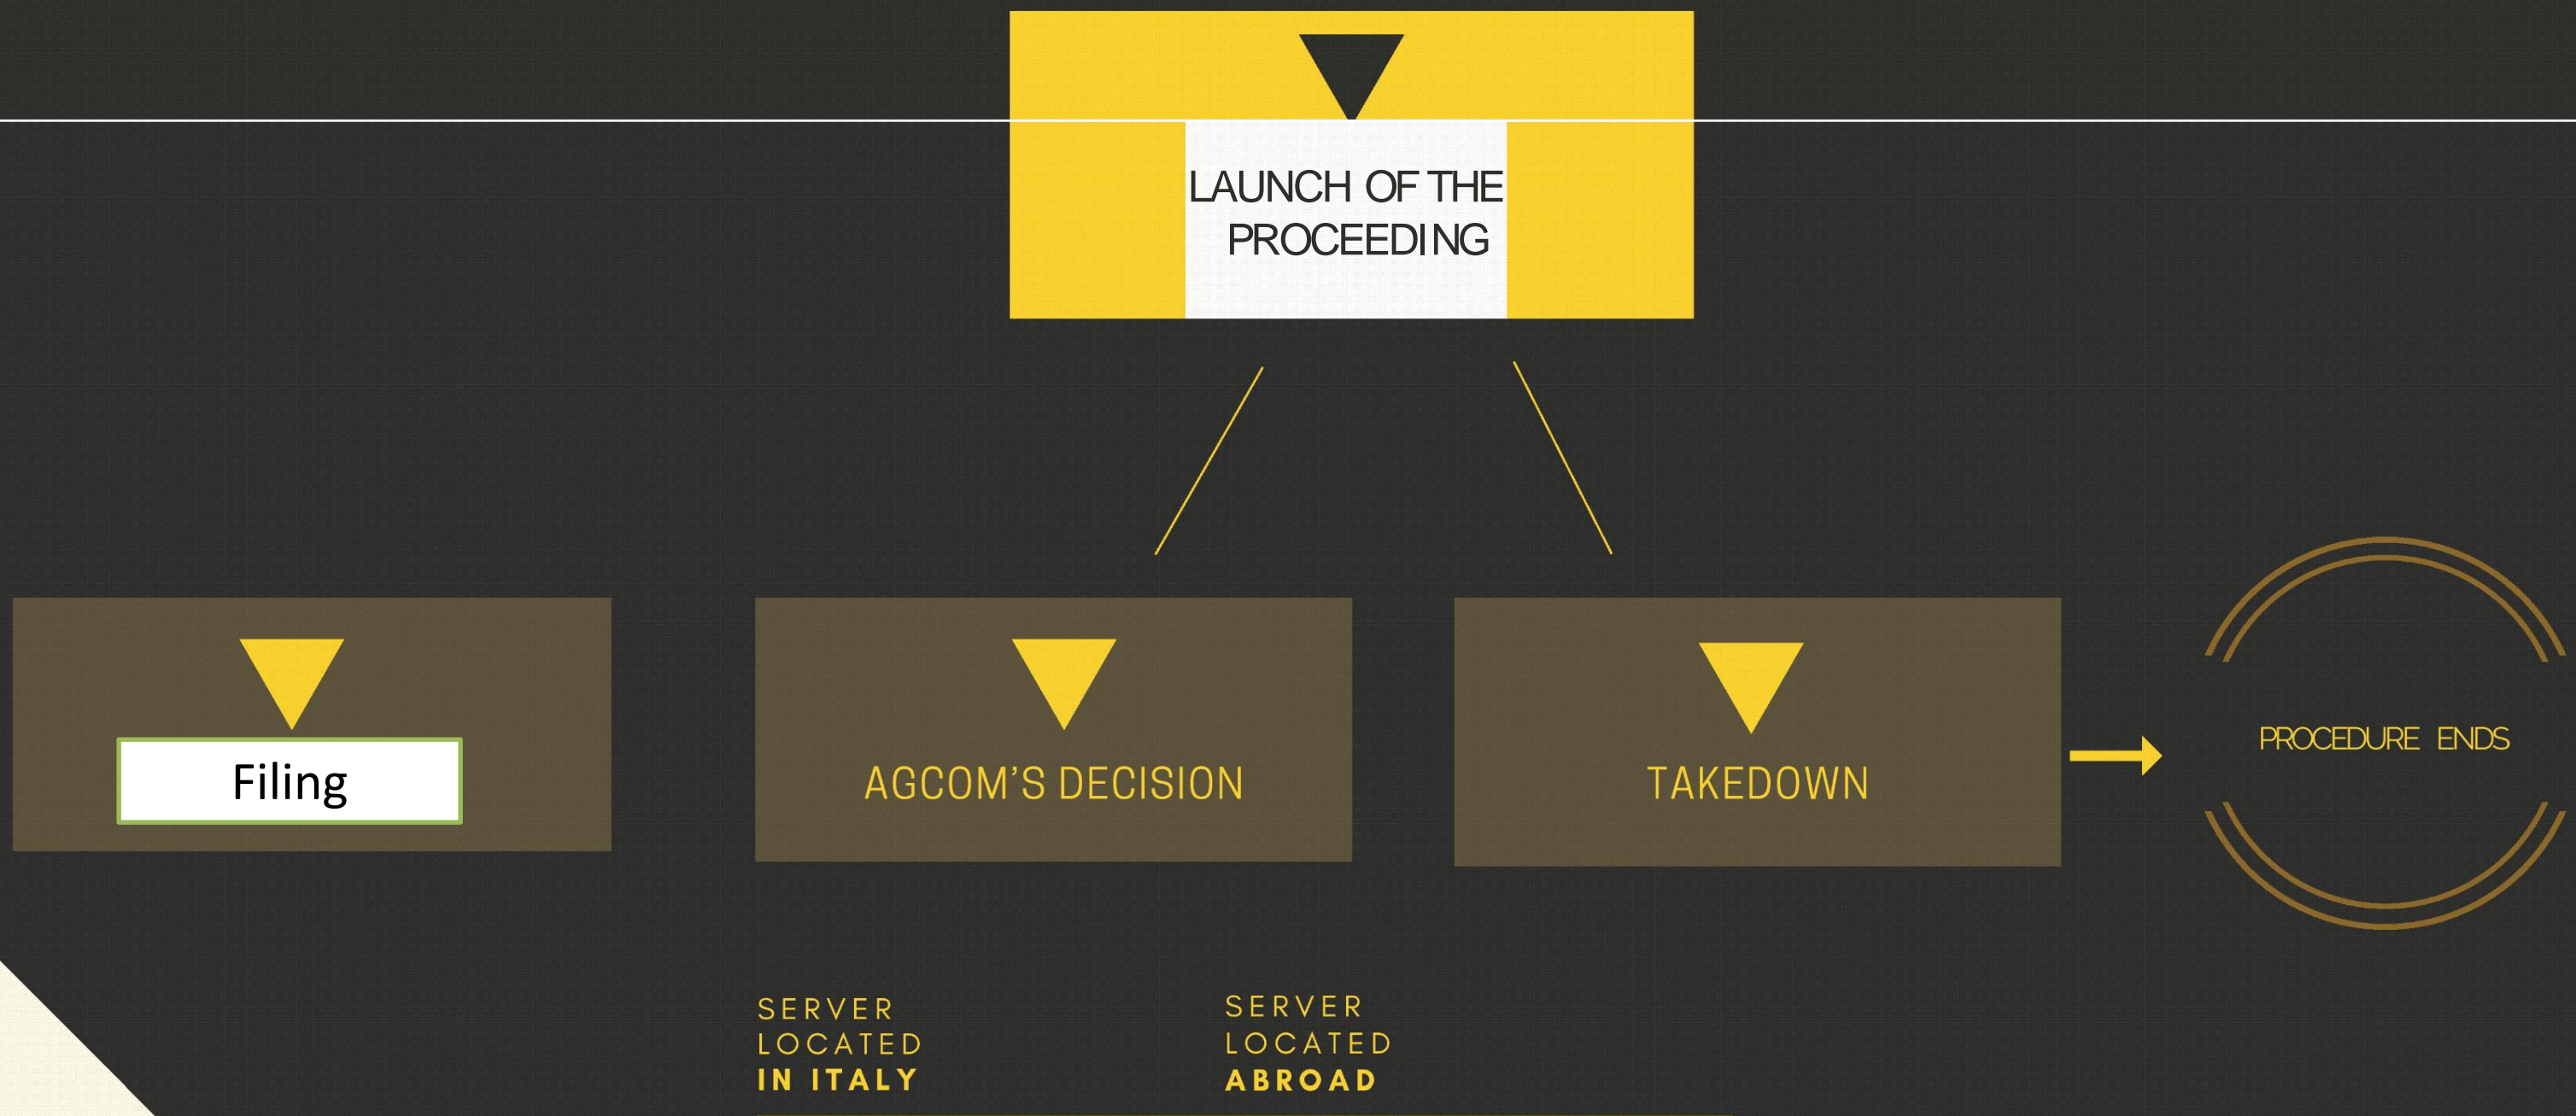 LAUNCH OF THE
PROCEEDING
Filing
AGCOM'S DECISION
TAKEDOWN
PROCEDURE ENDS
SERVER
LOCATED
IN ITALY
SERVER
LOCATED
ABROAD